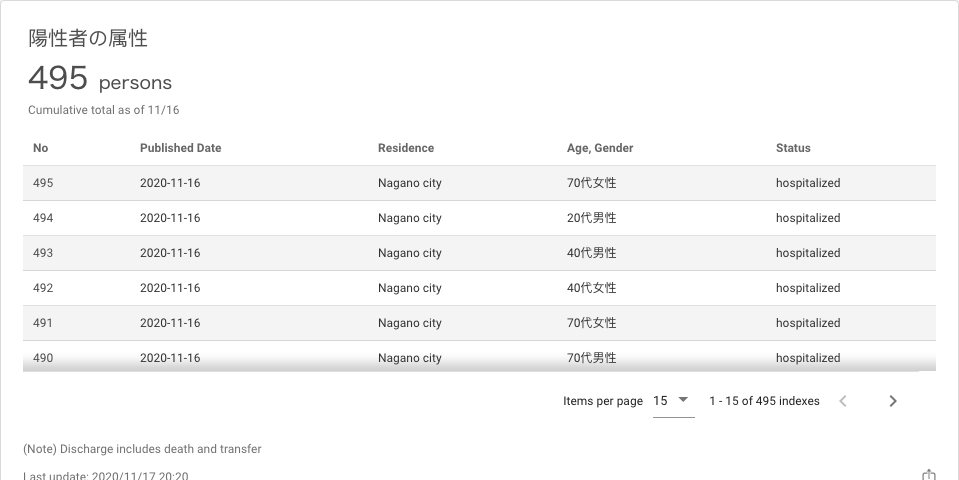 陽性者の属性
495 persons
Cumulative total as of 11/16
No Published Date Residence Age, Gender Status
495 2020-11-16 Nagano city 70代女性 hospitalized
494 2020-11-16 Nagano city 20代男性 hospitalized
493 2020-11-16 Nagano city 40代男性 hospitalized
492 2020-11-16 Nagano city 40代女性 hospitalized
491 2020-11-16 Nagano city 70代女性 hospitalized
490 2020-11-16 Nagano city 70代男性 hospitalized
Items per page 15 1 - 15 of 495 indexes
(Note) Discharge includes death and transfer
Last update: 2020/11/17 20:20